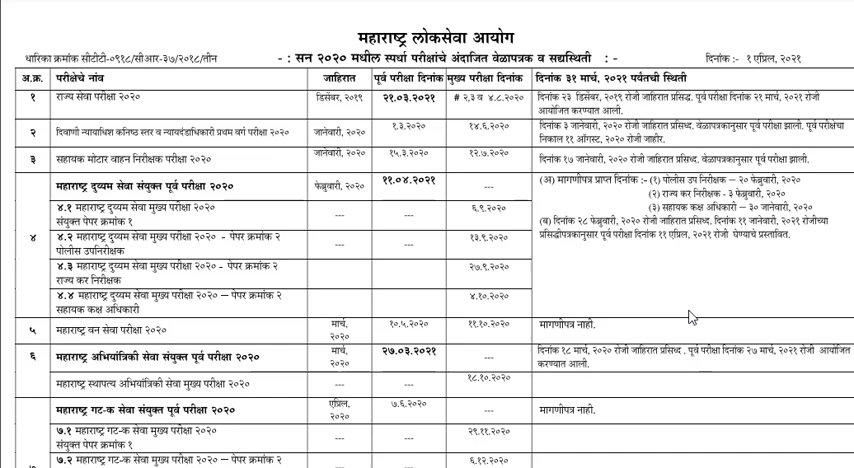 महाराष्ट्र लोकसेवा आयोग
धारिका क्रमांक सीटीटी-०९१८/सीआर-३७/२०१८/तीन
- : सन २०२० मधील स्पर्धा परीक्षांचे अंदाजित वेळापत्रक व सद्यस्थिती : -
दिनांक :- १ एप्रिल, २०२१
अ.क्र. परीक्षेचे नांव जाहिरात पूर्व परीक्षा दिनांक मुख्य परीक्षा दिनांक दिनांक ३१ मार्च, २०२१ पर्यंतची स्थिती
१ राज्य सेवा परीक्षा २०२० डिसेंबर, २०१९ २१.०३.२०२१ # २,३ व ४.८.२०२० दिनांक २३ डिसेंबर, २०१९ रोजी जाहिरात प्रसिद्ध. पूर्व परीक्षा दिनांक २१ मार्च, २०२१ रोजी
आयोजित करण्यात आली.
२ दिवाणी न्यायाधिश कनिष्ठ स्तर व न्यायदंडाधिकारी प्रथम वर्ग परीक्षा २०२० जानेवारी, २०२० १.३.२०२० १४.६.२०२० दिनांक ३ जानेवारी, २०२० रोजी जाहिरात प्रसिध्द. वेळापत्रकानुसार पूर्व परीक्षा झाली. पूर्व परीक्षेचा
निकाल ११ ऑगस्ट, २०२० रोजी जाहीर.
३ सहायक मोटार वाहन निरीक्षक परीक्षा २०२० जानेवारी, २०२० १५.३.२०२० १२.७.२०२० दिनांक १७ जानेवारी, २०२० रोजी जाहिरात प्रसिध्द. वेळापत्रकानुसार पूर्व परीक्षा झाली.
४ महाराष्ट्र दुय्यम सेवा संयुक्त पूर्व परीक्षा २०२० फेब्रुवारी, २०२० ११.०४.२०२१ --- (अ) मागणीपत्र प्राप्त दिनांक :- (१) पोलीस उप निरीक्षक – २० फेब्रुवारी, २०२०
(२) राज्य कर निरीक्षक - ३ फेब्रुवारी, २०२०
(३) सहायक कक्ष अधिकारी – ३० जानेवारी, २०२०
(ब) दिनांक २८ फेब्रुवारी, २०२० रोजी जाहिरात प्रसिध्द. दिनांक ११ जानेवारी, २०२१ रोजीच्या
प्रसिद्धीपत्रकानुसार पूर्व परीक्षा दिनांक ११ एप्रिल, २०२१ रोजी घेण्याचे प्रस्तावित.
४.१ महाराष्ट्र दुय्यम सेवा मुख्य परीक्षा २०२० --- --- ६.९.२०२०
संयुक्त पेपर क्रमांक १
४.२ महाराष्ट्र दुय्यम सेवा मुख्य परीक्षा २०२० - पेपर क्रमांक २ --- --- १३.९.२०२०
पोलीस उपनिरीक्षक
४.३ महाराष्ट्र दुय्यम सेवा मुख्य परीक्षा २०२० - पेपर क्रमांक २ २७.९.२०२०
राज्य कर निरीक्षक
४.४ महाराष्ट्र दुय्यम सेवा मुख्य परीक्षा २०२० – पेपर क्रमांक २ ४.१०.२०२०
सहायक कक्ष अधिकारी
५ महाराष्ट्र वन सेवा परीक्षा २०२० मार्च, १०.५.२०२० ११.१०.२०२० मागणीपत्र नाही.
२०२०
६ महाराष्ट्र अभियांत्रिकी सेवा संयुक्त पूर्व परीक्षा २०२० मार्च, २७.०३.२०२१ --- दिनांक १८ मार्च, २०२० रोजी जाहिरात प्रसिध्द . पूर्व परीक्षा दिनांक २७ मार्च, २०२१ रोजी आयोजित
२०२० करण्यात आली.
महाराष्ट्र स्थापत्य अभियांत्रिकी सेवा मुख्य परीक्षा २०२० --- --- १८.१०.२०२०
महाराष्ट्र गट-क सेवा संयुक्त पूर्व परीक्षा २०२० एप्रिल, ७.६.२०२० --- मागणीपत्र नाही.
२०२०
७.१ महाराष्ट्र गट-क सेवा मुख्य परीक्षा २०२० --- --- २९.११.२०२०
संयुक्त पेपर क्रमांक १
७.२ महाराष्ट्र गट-क सेवा मुख्य परीक्षा २०२० – पेपर क्रमांक २ --- --- ६.१२.२०२०